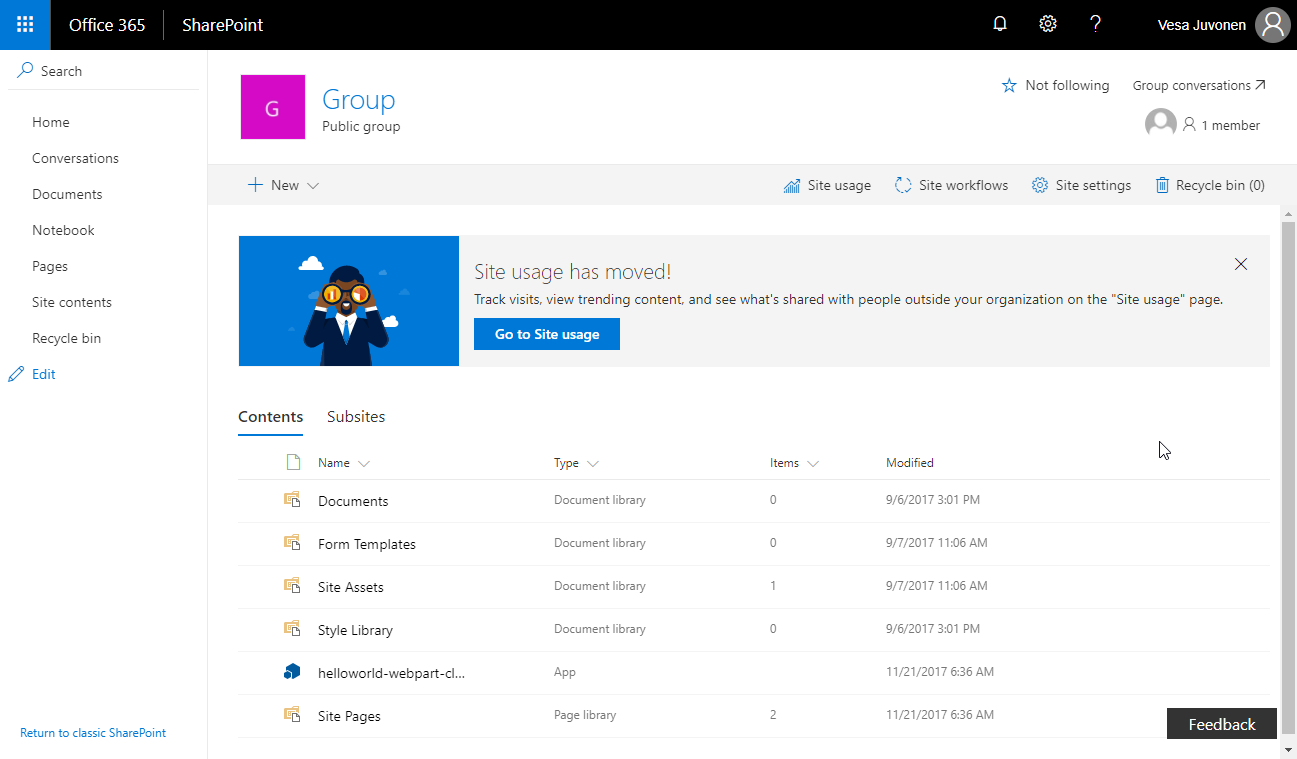 Office 365 SharePoint Vesa Juvonen
Search
Home
Conversations
Documents
Notebook
Pages
Site contents
Recycle bin
Edit
Return to classic SharePoint
G
Group
Public group
Not following Group conversations
1 member
New Site usage Site workflows Site settings Recycle bin (0)
Site usage has moved!
Track visits, view trending content, and see what's shared with people outside your organization on the "Site usage" page.
Go to Site usage
Contents Subsites
Name Type Items Modified
Documents Document library 0 9/6/2017 3:01 PM
Form Templates Document library 0 9/7/2017 11:06 AM
Site Assets Document library 1 9/7/2017 11:06 AM
Style Library Document library 0 9/6/2017 3:01 PM
helloworld-webpart-cl... App 11/21/2017 6:36 AM
Site Pages Page library 2 11/21/2017 6:36 AM
Feedback